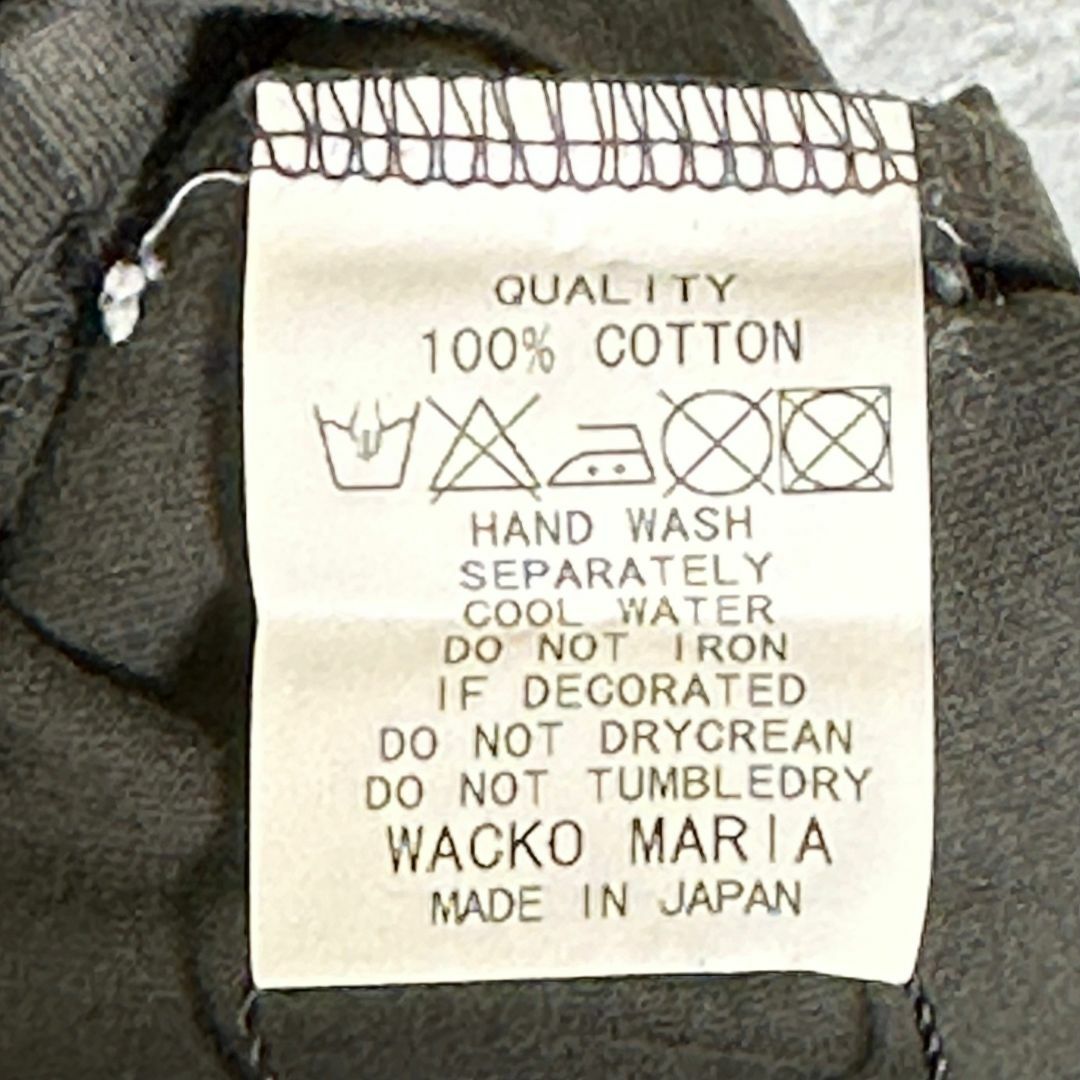 QUALITY
100% COTTON
HAND WASH
SEPARATELY
COOL WATER
DO NOT IRON
IF DECORATED
DO NOT DRYCREAN
DO NOT TUMBLEDRY
WACKO MARIA
MADE IN JAPAN